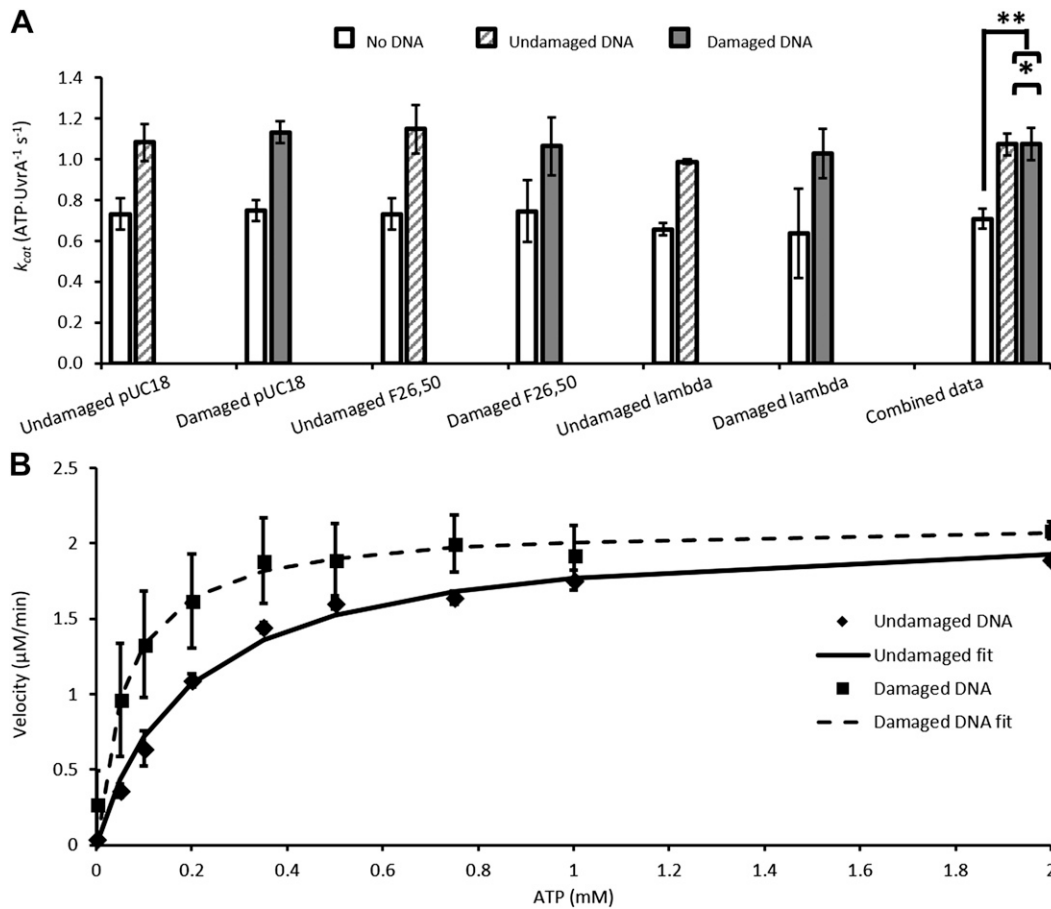 A
**
No DNA Undamaged DNA Damaged DNA
*
1.4
1.2
1.0
0.8
0.6
0.4
0.2
0.0
kcat (ATP·UvrA-1 s-1)
Undamaged pUC18
Damaged pUC18
Undamaged F26,50
Damaged F26,50
Undamaged lambda
Damaged lambda
Combined data
B
2.5
2
1.5
1
0.5
0
Velocity (µM/min)
Undamaged DNA
Undamaged fit
Damaged DNA
Damaged DNA fit
0 0.2 0.4 0.6 0.8 1 1.2 1.4 1.6 1.8 2
ATP (mM)